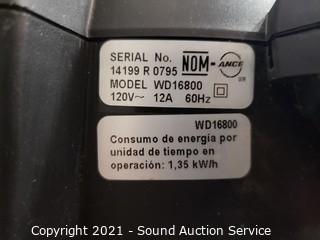 SERIAL No.
14199 R 0795 NOM-ANCE
MODEL WD16800
120V~ 12A 60Hz
WD16800
Consumo de energía por
unidad de tiempo en
operación: 1,35 kW/h
Copyright 2021 - Sound Auction Service